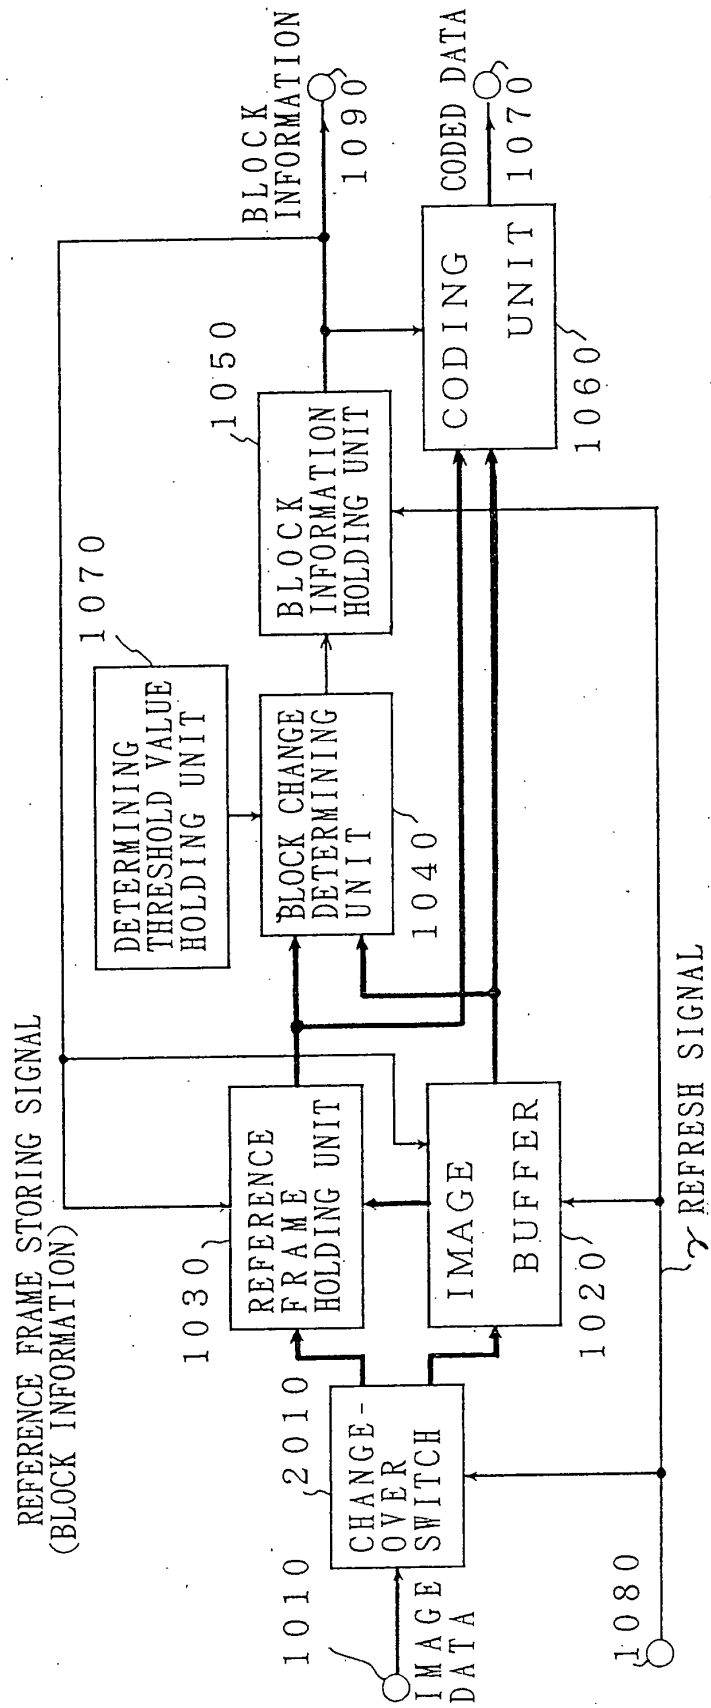 REFERENCE FRAME STORING SIGNAL
(BLOCK INFORMATION)
1010
IMAGE
DATA
2010
CHANGE-
OVER
SWITCH
1030
REFERENCE
FRAME
HOLDING UNIT
IMAGE
BUFFER
1020
1070
DETERMINING
THRESHOLD VALUE
HOLDING UNIT
BLOCK CHANGE
DETERMINING
UNIT
1040
1050
BLOCK
INFORMATION
HOLDING UNIT
BLOCK
INFORMATION
1090
CODING
UNIT
1060
CODED DATA
1070
1080
REFRESH SIGNAL